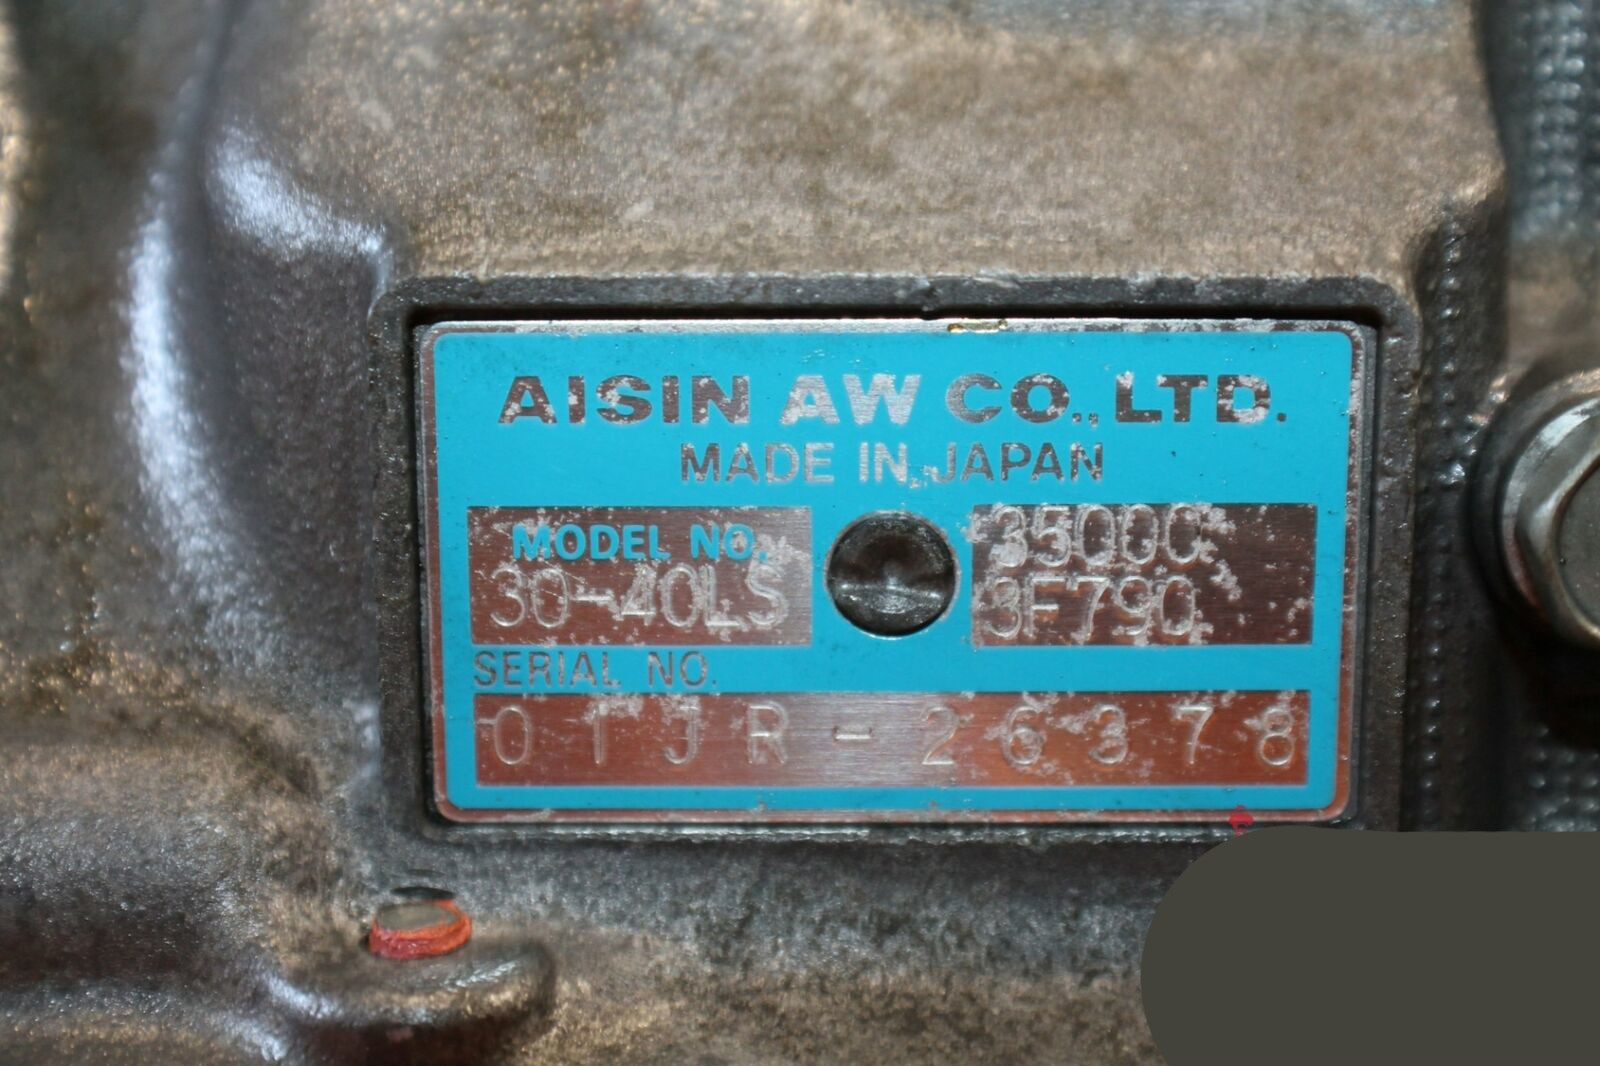 AISIN AW CO., LTD.
MADE IN JAPAN
MODEL NO.
30-40LS
35000
3F790
SERIAL NO.
01JR-26378